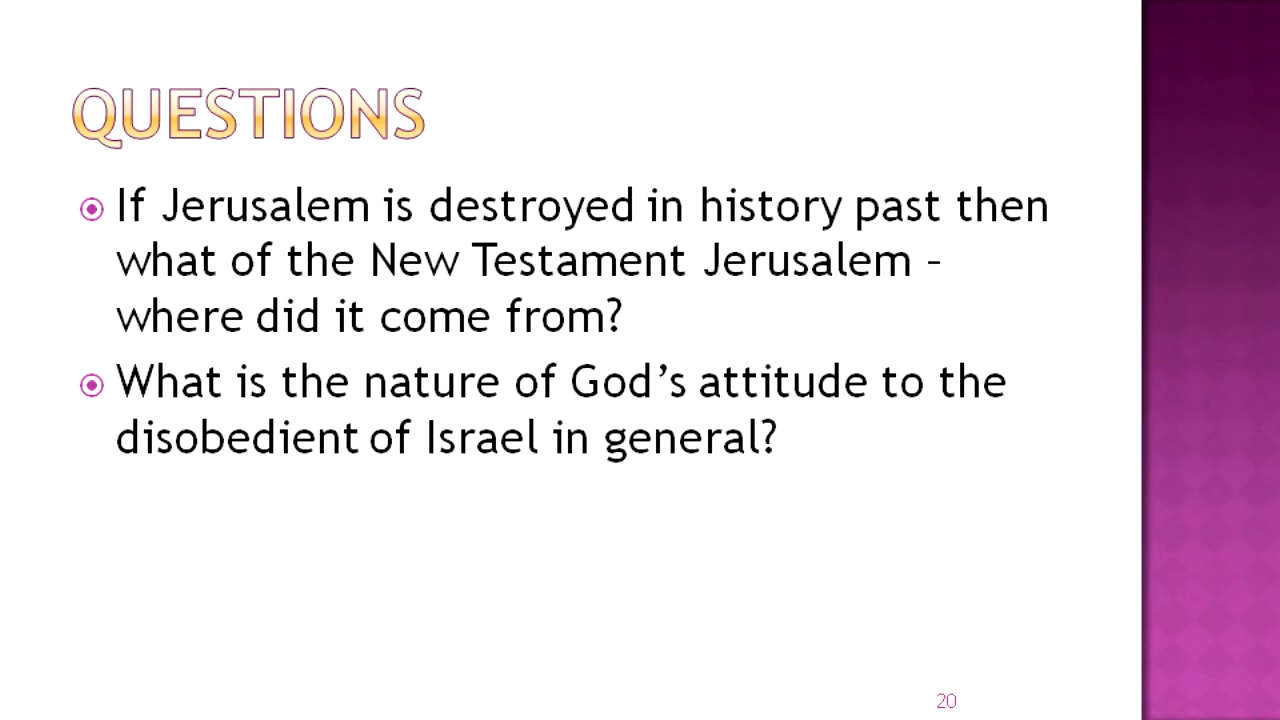 QUESTIONS
If Jerusalem is destroyed in history past then
what of the New Testament Jerusalem –
where did it come from?
What is the nature of God’s attitude to the
disobedient of Israel in general?
20